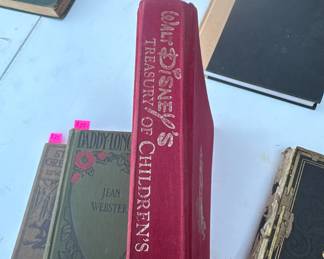 WALT DISNEY'S
TREASURY OF CHILDREN'S
DADDY-LONG
JEAN
WEBSTER